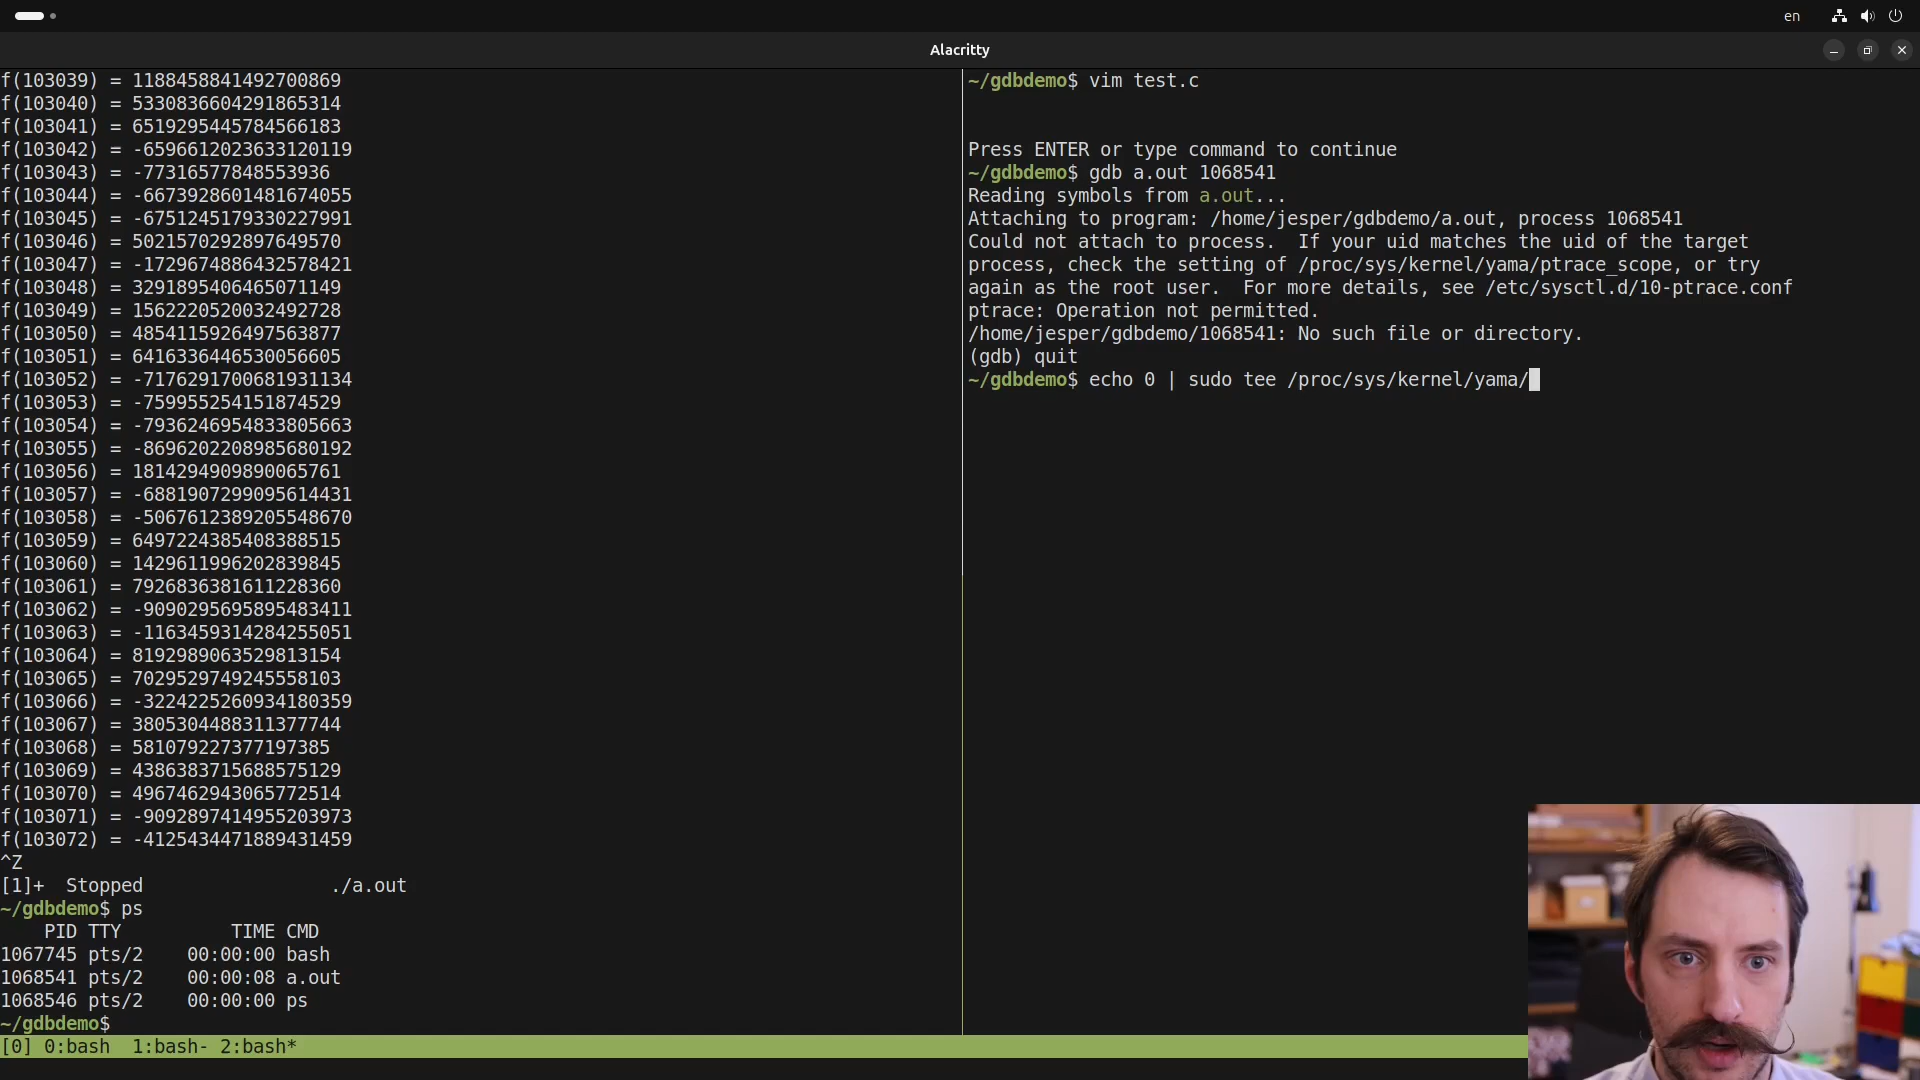 en
Alacritty
f(103039) = 1188458841492700869
f(103040) = 5330836604291865314
f(103041) = 6519295445784566183
f(103042) = -6596612023633120119
f(103043) = -77316577848553936
f(103044) = -6673928601481674055
f(103045) = -6751245179330227991
f(103046) = 5021570292897649570
f(103047) = -1729674886432578421
f(103048) = 3291895406465071149
f(103049) = 1562220520032492728
f(103050) = 4854115926497563877
f(103051) = 6416336446530056605
f(103052) = -7176291700681931134
f(103053) = -759955254151874529
f(103054) = -7936246954833805663
f(103055) = -8696202208985680192
f(103056) = 1814294909890065761
f(103057) = -6881907299095614431
f(103058) = -5067612389205548670
f(103059) = 6497224385408388515
f(103060) = 1429611996202839845
f(103061) = 7926836381611228360
f(103062) = -9090295695895483411
f(103063) = -1163459314284255051
f(103064) = 8192989063529813154
f(103065) = 7029529749245558103
f(103066) = -3224225260934180359
f(103067) = 3805304488311377744
f(103068) = 581079227377197385
f(103069) = 4386383715688575129
f(103070) = 4967462943065772514
f(103071) = -9092897414955203973
f(103072) = -4125434471889431459
^Z
[1]+  Stopped                 ./a.out
~/gdbdemo$ ps
    PID TTY          TIME CMD
1067745 pts/2    00:00:00 bash
1068541 pts/2    00:00:08 a.out
1068546 pts/2    00:00:00 ps
~/gdbdemo$
~/gdbdemo$ vim test.c
Press ENTER or type command to continue
~/gdbdemo$ gdb a.out 1068541
Reading symbols from a.out...
Attaching to program: /home/jesper/gdbdemo/a.out, process 1068541
Could not attach to process.  If your uid matches the uid of the target
process, check the setting of /proc/sys/kernel/yama/ptrace_scope, or try
again as the root user.  For more details, see /etc/sysctl.d/10-ptrace.conf
ptrace: Operation not permitted.
/home/jesper/gdbdemo/1068541: No such file or directory.
(gdb) quit
~/gdbdemo$ echo 0 | sudo tee /proc/sys/kernel/yama/
[0] 0:bash  1:bash- 2:bash*